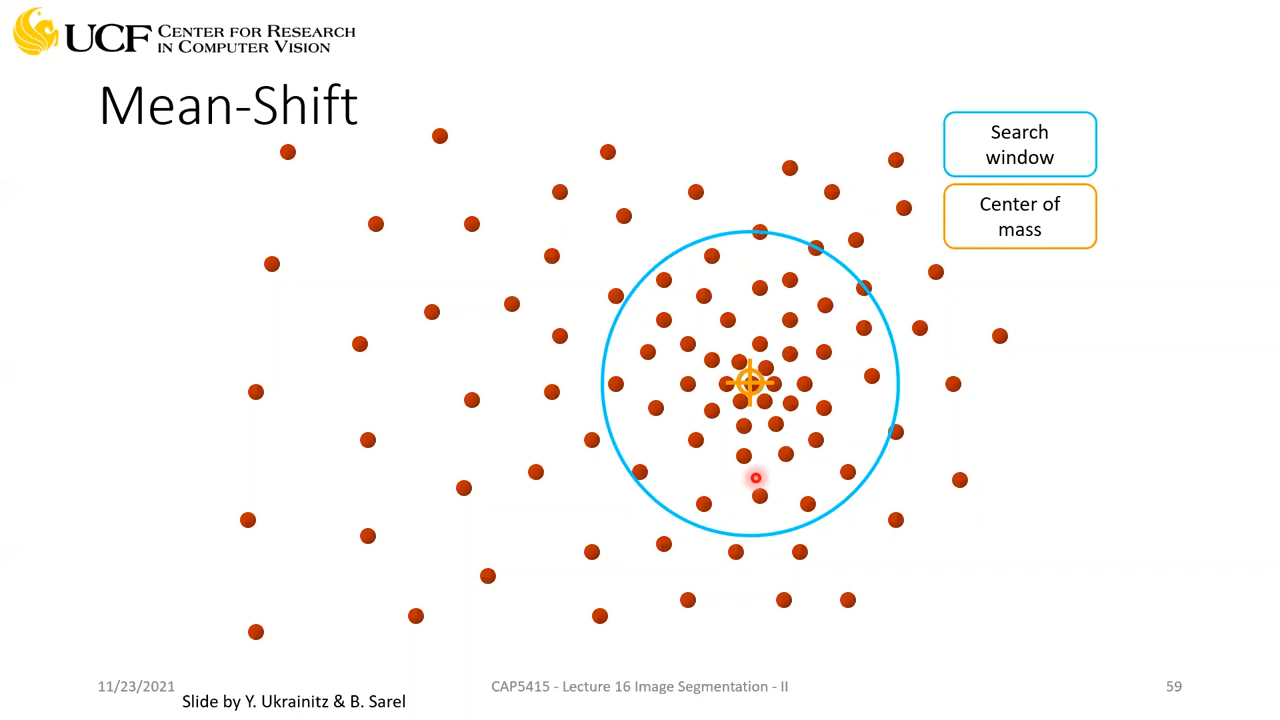 UCF CENTER FOR RESEARCH
IN COMPUTER VISION
Mean-Shift
Search
window
Center of
mass
11/23/2021
CAP5415 - Lecture 16 Image Segmentation - II
59
Slide by Y. Ukrainitz & B. Sarel